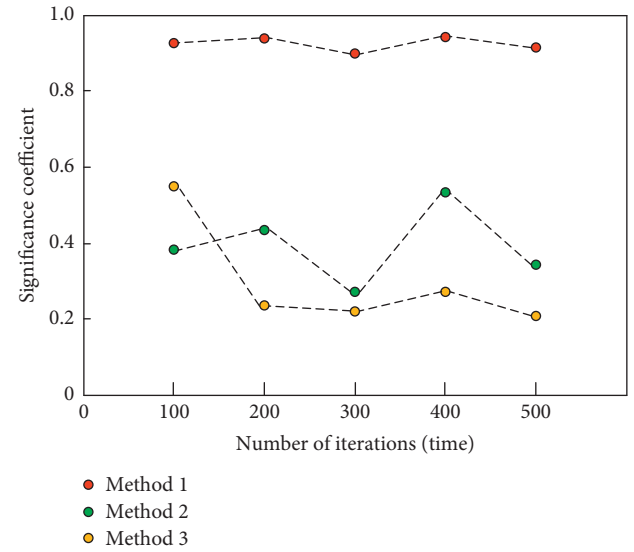 1.0
0.8
0.6
0.4
0.2
0
Significance coefficient
0 100 200 300 400 500
Number of iterations (time)
Method 1
Method 2
Method 3